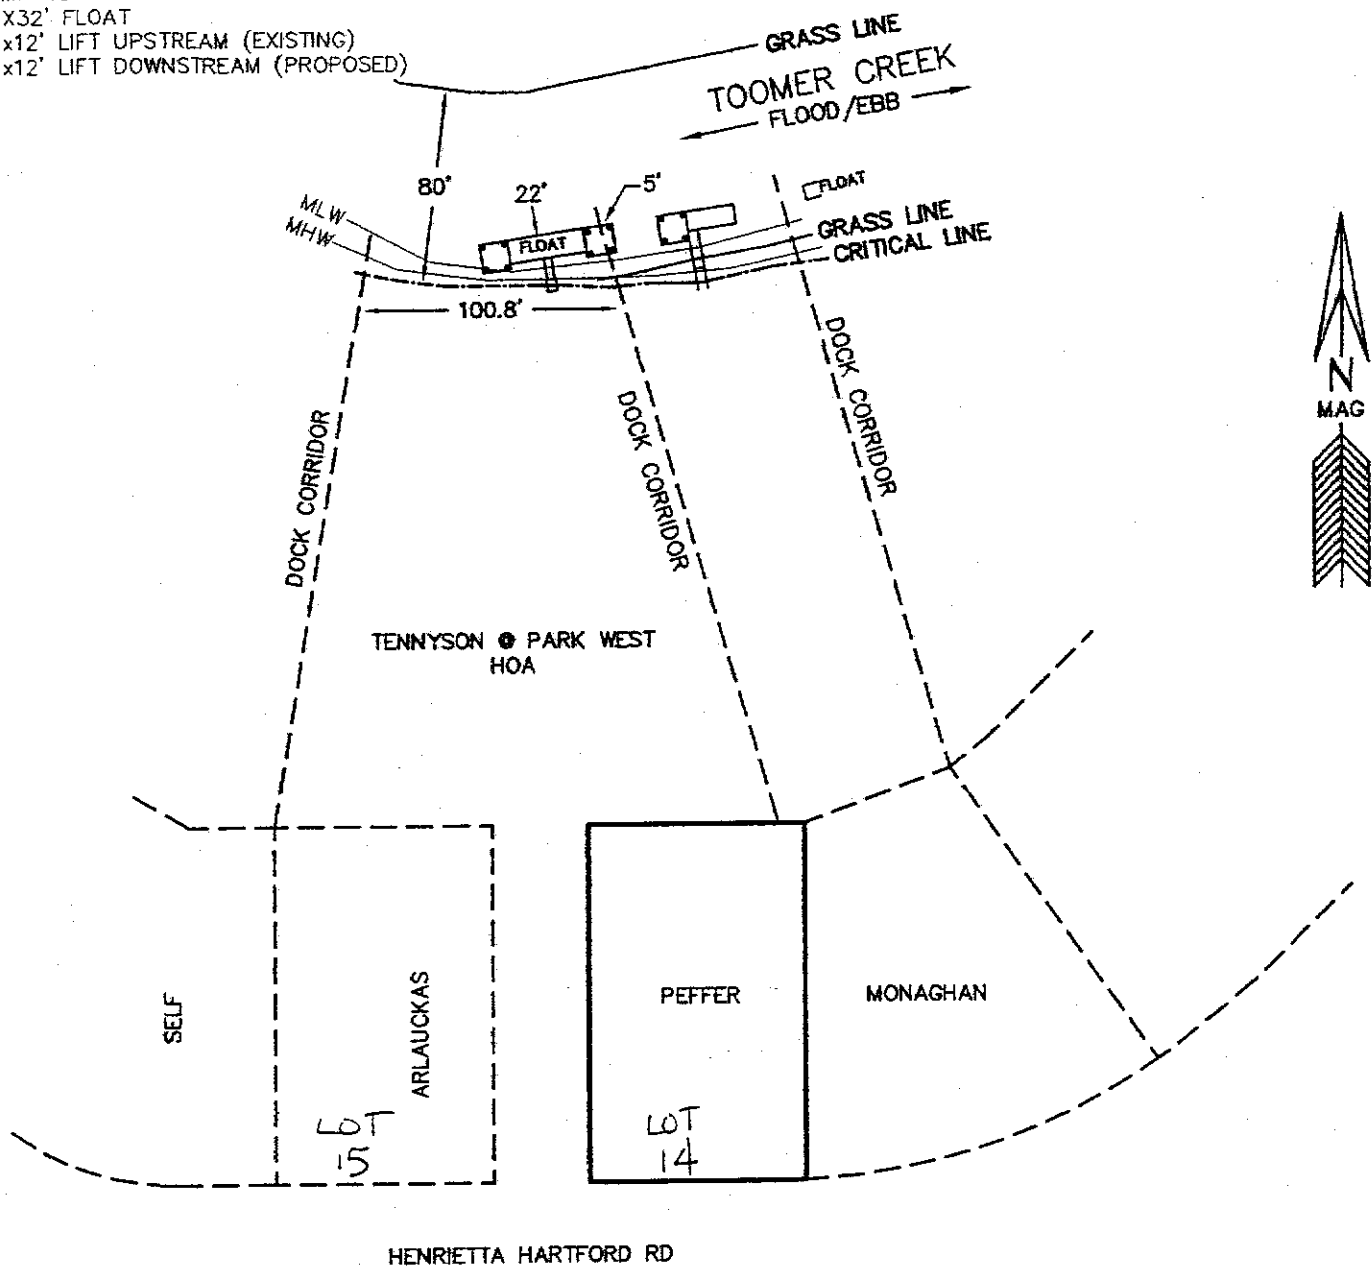 X32' FLOAT
x12' LIFT UPSTREAM (EXISTING)
x12' LIFT DOWNSTREAM (PROPOSED)
GRASS LINE
TOOMER CREEK
FLOOD/EBB
80'
22'
5'
FLOAT
MLW
MHW
FLOAT
GRASS LINE
CRITICAL LINE
100.8'
DOCK CORRIDOR
DOCK CORRIDOR
DOCK CORRIDOR
N
MAG
TENNYSON @ PARK WEST
HOA
SELF
ARLAUCKAS
PEFFER
MONAGHAN
LOT
15
LOT
14
HENRIETTA HARTFORD RD